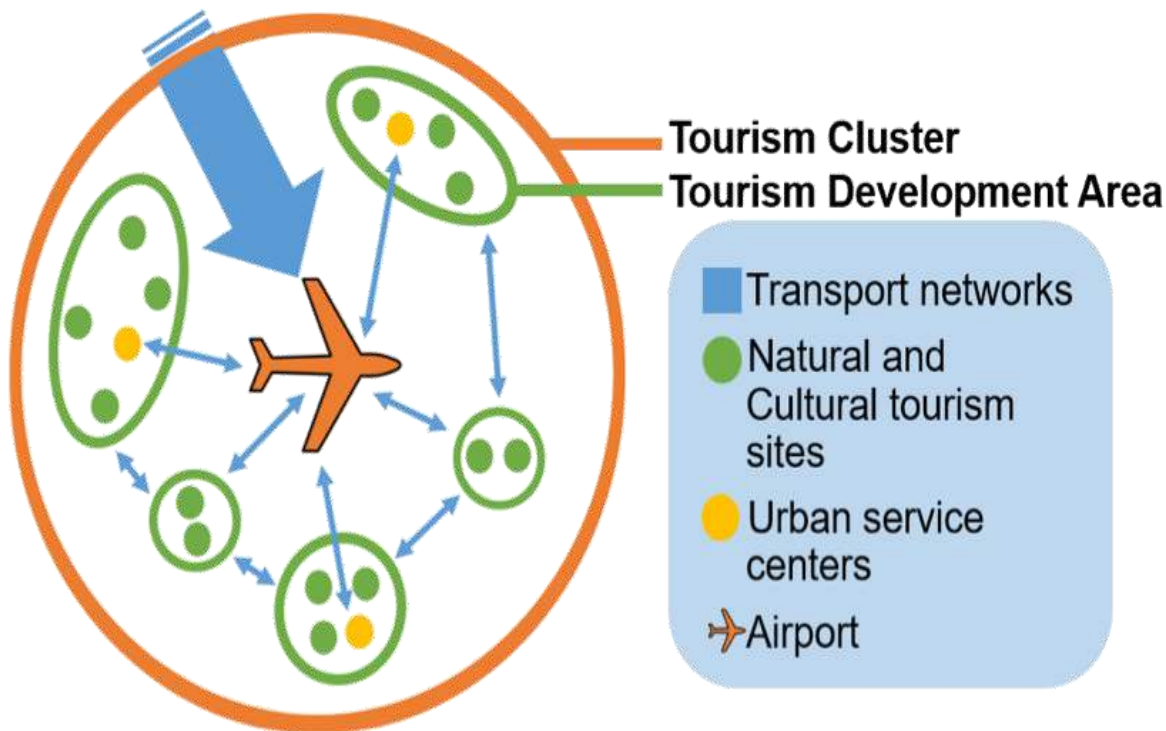 Tourism Cluster
Tourism Development Area
Transport networks
Natural and
Cultural tourism
sites
Urban service
centers
Airport